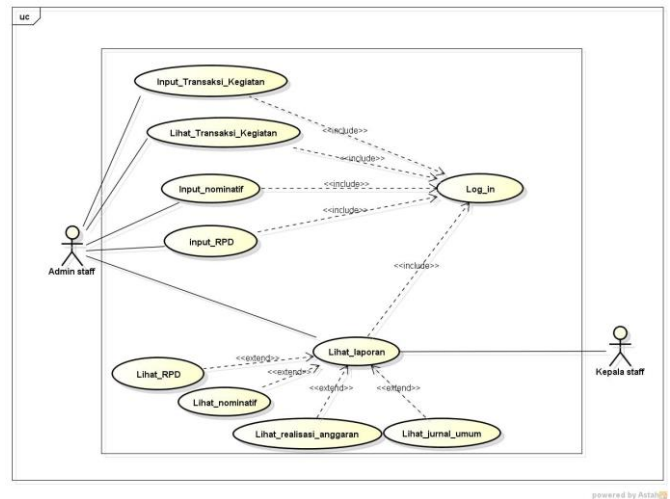 uc
Input_Transaksi_Kegiatan
<<include>>
Lihat_Transaksi_Kegiatan
<<include>>
Input_nominatif
<<include>>
Log_in
<<include>>
input_RPD
Admin staff
<<include>>
Lihat_laporan
Kepala staff
<<extend>>
Lihat_RPD
<<extend>>
<<extend>>
<<extend>>
Lihat_nominatif
Lihat_realisasi_anggaran
Lihat_jurnal_umum
powered by Astah